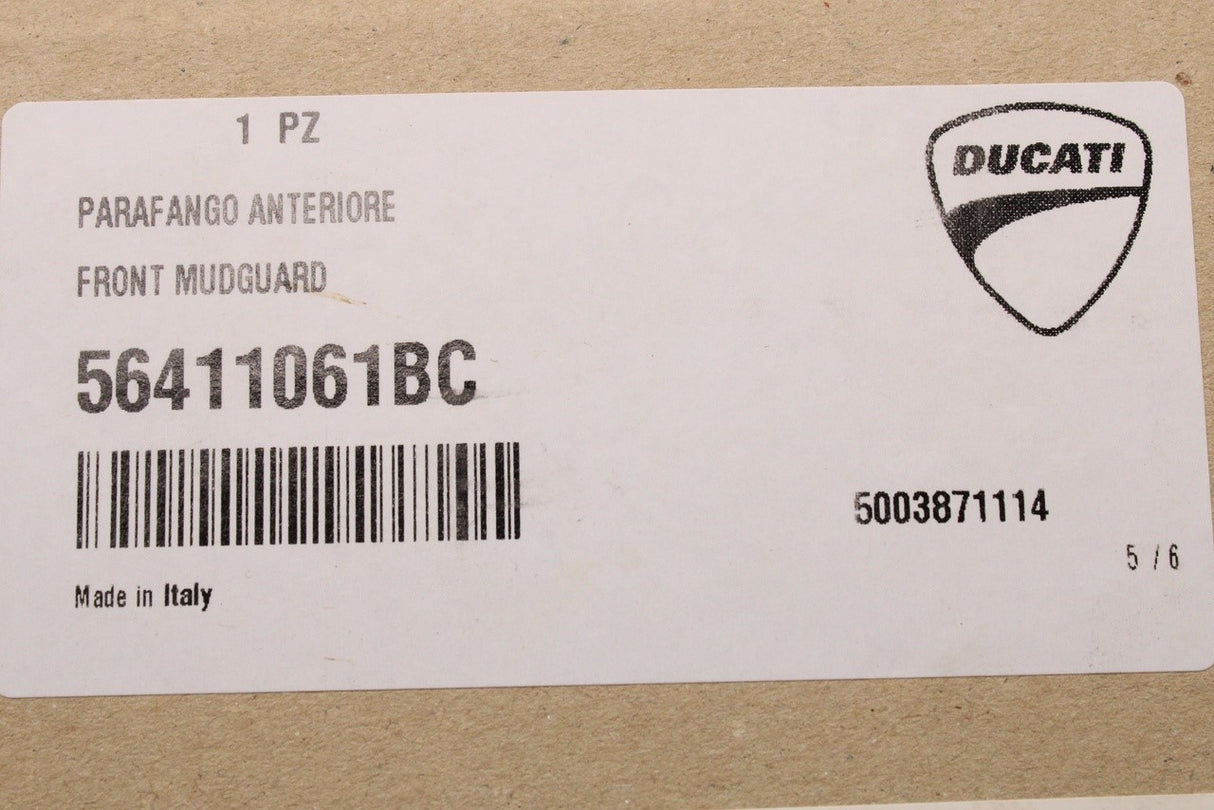 1 PZ
DUCATI
PARAFANGO ANTERIORE
FRONT MUDGUARD
56411061BC
5003871114
5 / 6
Made in Italy